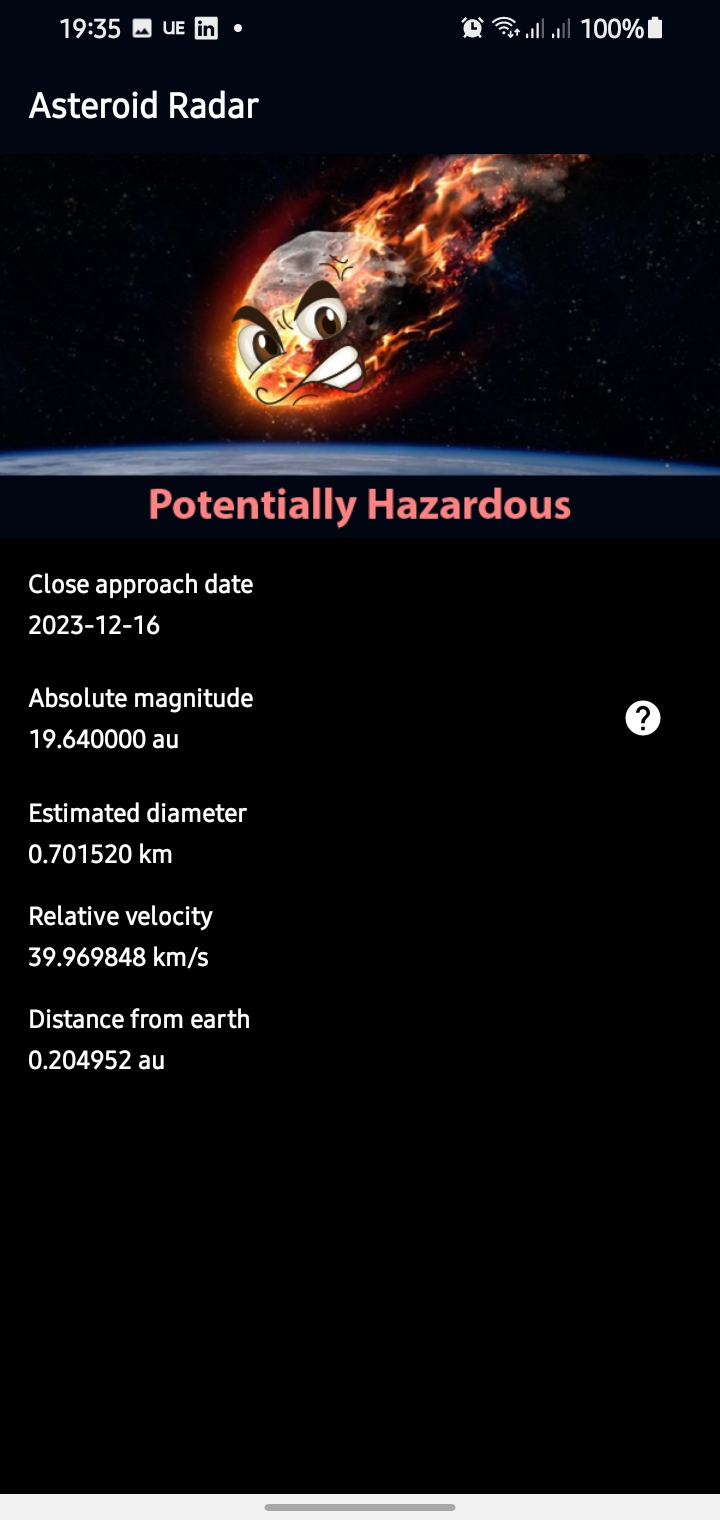 19:35 UE in 100%
Asteroid Radar
Potentially Hazardous
Close approach date
2023-12-16
Absolute magnitude
19.640000 au
?
Estimated diameter
0.701520 km
Relative velocity
39.969848 km/s
Distance from earth
0.204952 au